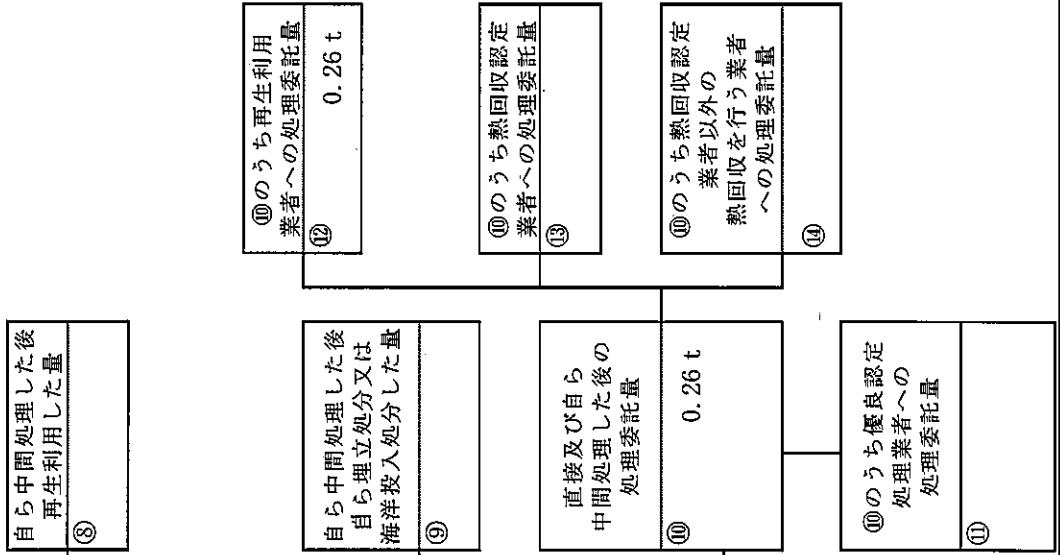 自ら中間処理した後
再生利用した量
⑧
自ら中間処理した後
自ら埋立処分又は
海洋投入処分した量
⑨
直接及び自ら
中間処理した後の
処理委託量
⑩
0.26 t
⑩のうち優良認定
処理業者への
処理委託量
⑪
⑩のうち再生利用
業者への処理委託量
⑫
0.26 t
⑩のうち熱回収認定
業者への処理委託量
⑬
⑩のうち熱回収認定
業者以外の
熱回収を行う業者
への処理委託量
⑭